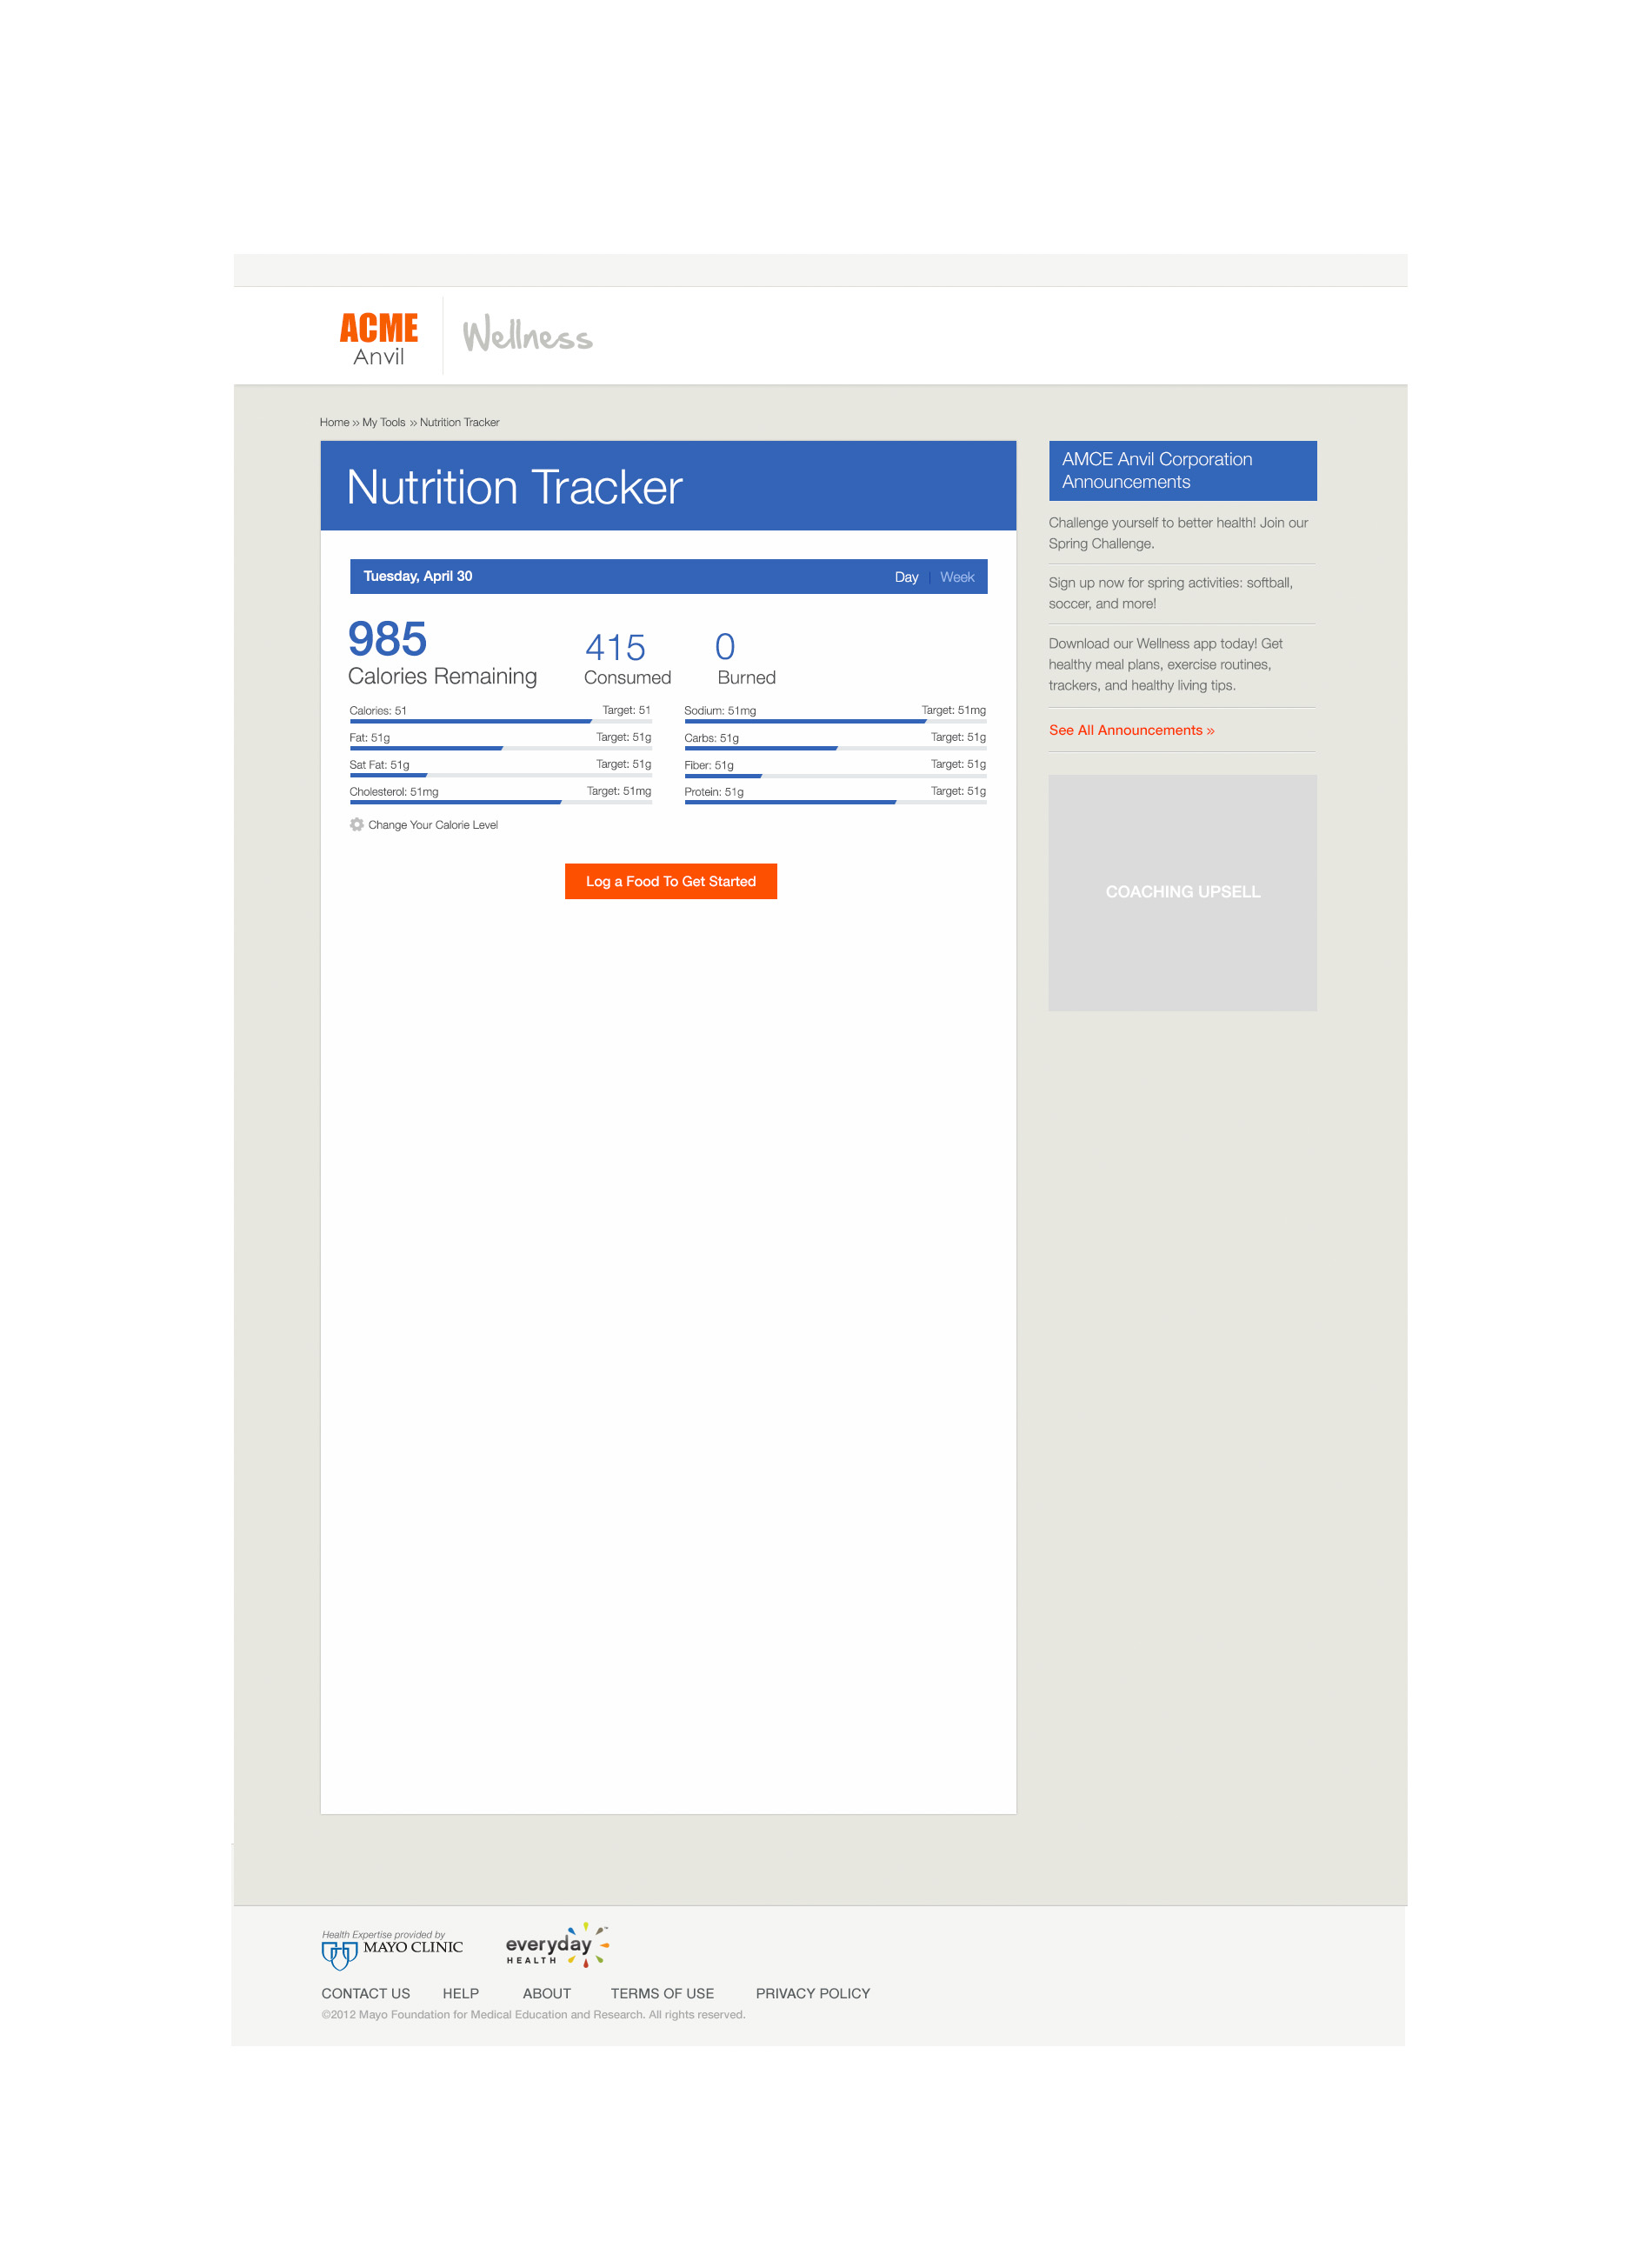 ACME
Anvil
Wellness
Home » My Tools » Nutrition Tracker
Nutrition Tracker
Tuesday, April 30
Day | Week
985
Calories Remaining
415
Consumed
0
Burned
Calories: 51 Target: 51
Fat: 51g Target: 51g
Sat Fat: 51g Target: 51g
Cholesterol: 51mg Target: 51mg
Sodium: 51mg Target: 51mg
Carbs: 51g Target: 51g
Fiber: 51g Target: 51g
Protein: 51g Target: 51g
Change Your Calorie Level
Log a Food To Get Started
AMCE Anvil Corporation
Announcements
Challenge yourself to better health! Join our
Spring Challenge.
Sign up now for spring activities: softball,
soccer, and more!
Download our Wellness app today! Get
healthy meal plans, exercise routines,
trackers, and healthy living tips.
See All Announcements »
COACHING UPSELL
Health Expertise provided by
MAYO CLINIC
everyday™
HEALTH
CONTACT US HELP ABOUT TERMS OF USE PRIVACY POLICY
©2012 Mayo Foundation for Medical Education and Research. All rights reserved.